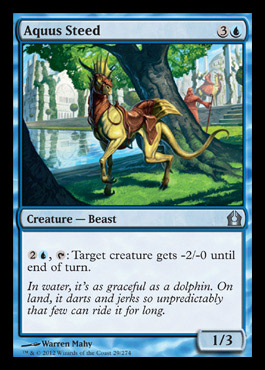 Aquus Steed 3
Creature — Beast
2 , : Target creature gets -2/-0 until
end of turn.
In water, it's as graceful as a dolphin. On
land, it darts and jerks so unpredictably
that few can ride it for long.
Warren Mahy
™ & © 2012 Wizards of the Coast 29/274
1/3